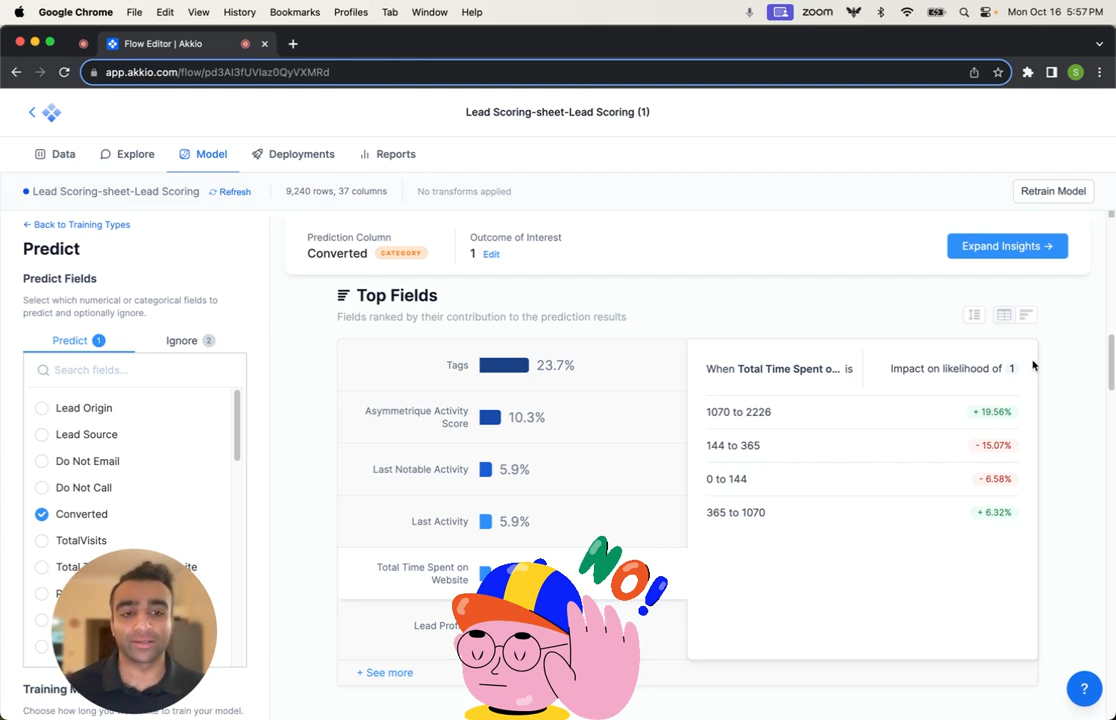 Google Chrome File Edit View History Bookmarks Profiles Tab Window Help
zoom Mon Oct 16 5:57PM
Flow Editor | Akkio
app.akkio.com/flow/pd3AI3fUVIaz0QyVXMRd
S
Lead Scoring-sheet-Lead Scoring (1)
Data Explore Model Deployments Reports
Lead Scoring-sheet-Lead Scoring Refresh 9,240 rows, 37 columns No transforms applied Retrain Model
← Back to Training Types
Predict
Predict Fields
Select which numerical or categorical fields to
predict and optionally ignore.
Predict 1 Ignore 2
Search fields...
Lead Origin
Lead Source
Do Not Email
Do Not Call
Converted
TotalVisits
Prediction Column
Converted CATEGORY
Outcome of Interest
1 Edit
Expand Insights →
Top Fields
Fields ranked by their contribution to the prediction results
Tags 23.7%
Asymmetrique Activity
Score
10.3%
Last Notable Activity 5.9%
Last Activity 5.9%
Total Time Spent on
Website
+ See more
When Total Time Spent o... is Impact on likelihood of 1
1070 to 2226 + 19.56%
144 to 365 - 15.07%
0 to 144 - 6.58%
365 to 1070 + 6.32%
NO!
?